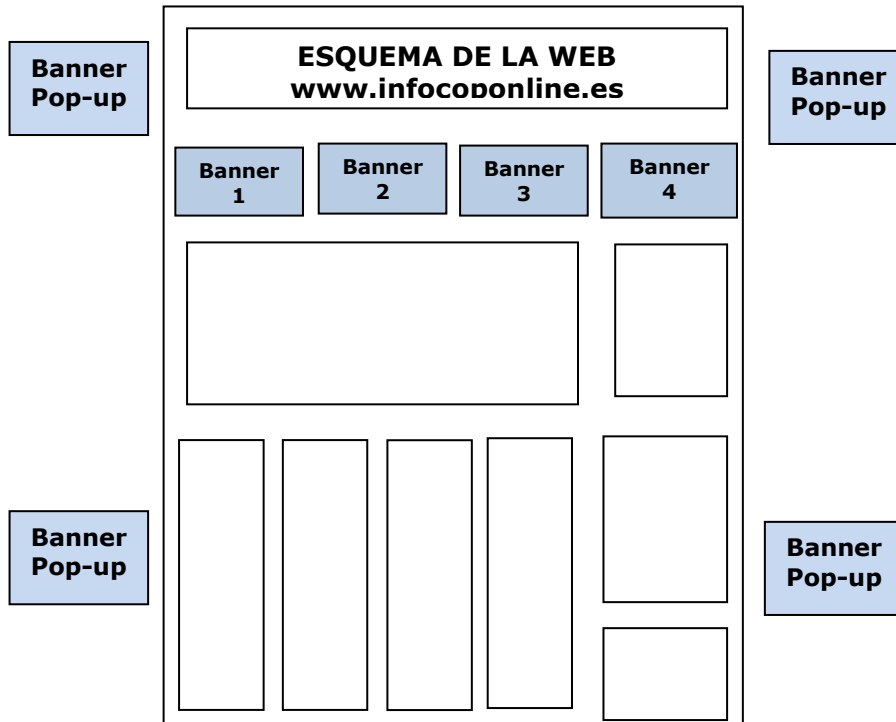 ESQUEMA DE LA WEB
www.infocoponline.es
Banner
Pop-up
Banner
Pop-up
Banner
1
Banner
2
Banner
3
Banner
4
Banner
Pop-up
Banner
Pop-up